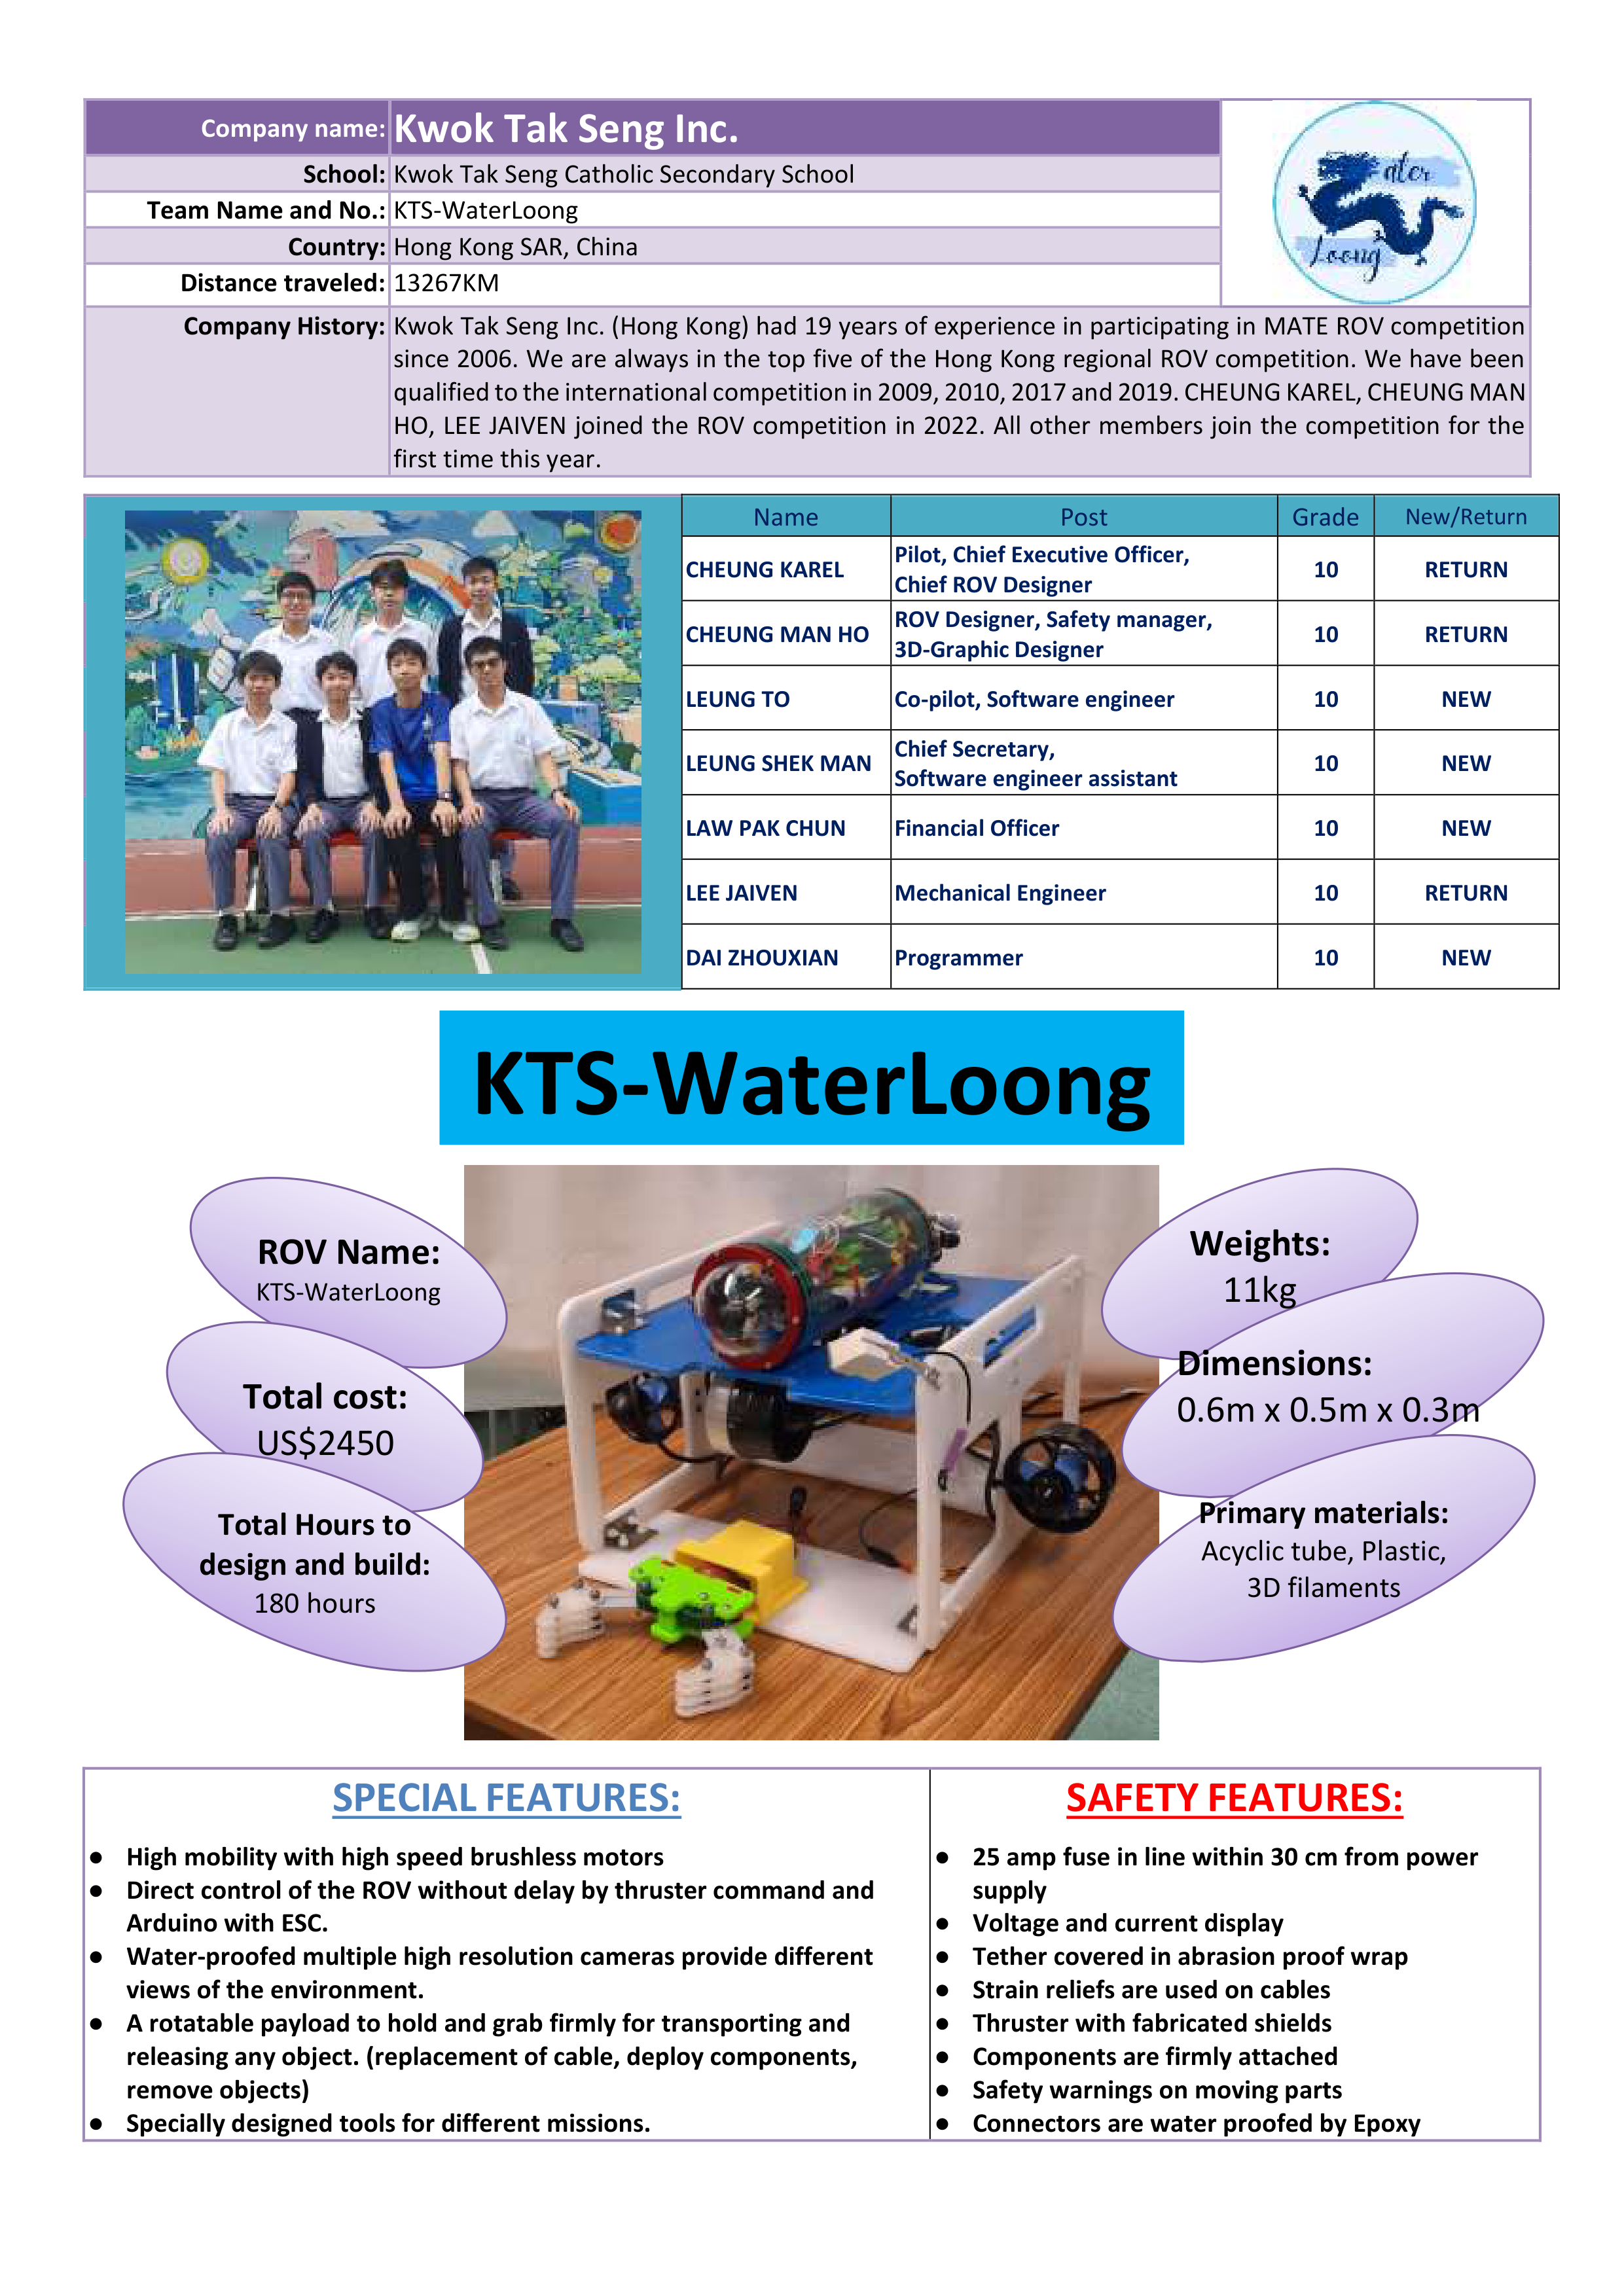 Company name: Kwok Tak Seng Inc.
ater
Loong
School: Kwok Tak Seng Catholic Secondary School
Team Name and No.: KTS-WaterLoong
Country: Hong Kong SAR, China
Distance traveled: 13267KM
Company History: Kwok Tak Seng Inc. (Hong Kong) had 19 years of experience in participating in MATE ROV competition
since 2006. We are always in the top five of the Hong Kong regional ROV competition. We have been
qualified to the international competition in 2009, 2010, 2017 and 2019. CHEUNG KAREL, CHEUNG MAN
HO, LEE JAIVEN joined the ROV competition in 2022. All other members join the competition for the
first time this year.
Name Post Grade New/Return
CHEUNG KAREL Pilot, Chief Executive Officer,
Chief ROV Designer 10 RETURN
CHEUNG MAN HO ROV Designer, Safety manager,
3D-Graphic Designer 10 RETURN
LEUNG TO Co-pilot, Software engineer 10 NEW
LEUNG SHEK MAN Chief Secretary,
Software engineer assistant 10 NEW
LAW PAK CHUN Financial Officer 10 NEW
LEE JAIVEN Mechanical Engineer 10 RETURN
DAI ZHOUXIAN Programmer 10 NEW
KTS-WaterLoong
ROV Name:
KTS-WaterLoong
Total cost:
US$2450
Total Hours to
design and build:
180 hours
Weights:
11kg
Dimensions:
0.6m x 0.5m x 0.3m
Primary materials:
Acyclic tube, Plastic,
3D filaments
SPECIAL FEATURES:
● High mobility with high speed brushless motors
● Direct control of the ROV without delay by thruster command and
Arduino with ESC.
● Water-proofed multiple high resolution cameras provide different
views of the environment.
● A rotatable payload to hold and grab firmly for transporting and
releasing any object. (replacement of cable, deploy components,
remove objects)
● Specially designed tools for different missions.
SAFETY FEATURES:
● 25 amp fuse in line within 30 cm from power
supply
● Voltage and current display
● Tether covered in abrasion proof wrap
● Strain reliefs are used on cables
● Thruster with fabricated shields
● Components are firmly attached
● Safety warnings on moving parts
● Connectors are water proofed by Epoxy